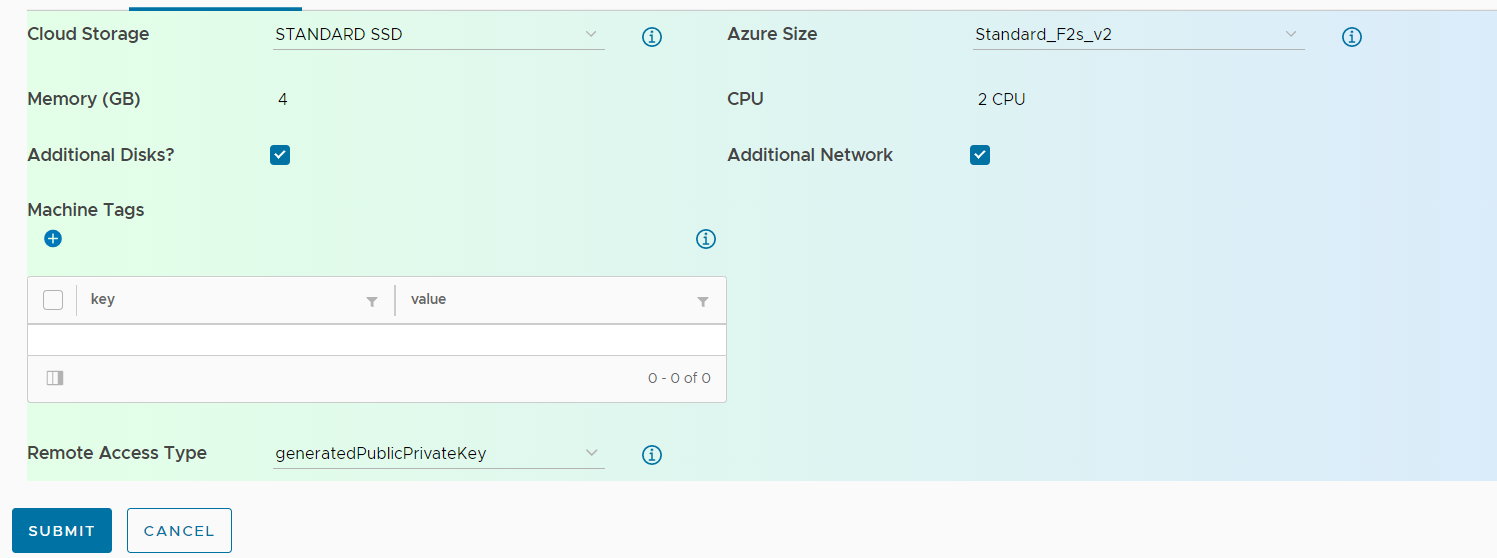 Cloud Storage STANDARD SSD Azure Size Standard_F2s_v2
Memory (GB) 4 CPU 2 CPU
Additional Disks? Additional Network
Machine Tags
key value
0 - 0 of 0
Remote Access Type generatedPublicPrivateKey
SUBMIT CANCEL